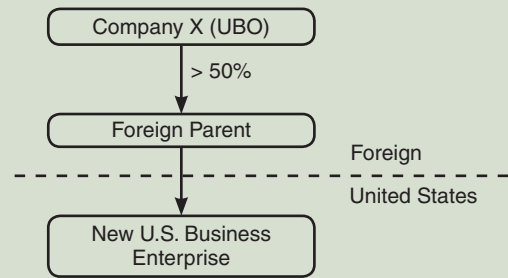 Company X (UBO)
> 50%
Foreign Parent
Foreign
United States
New U.S. Business
Enterprise